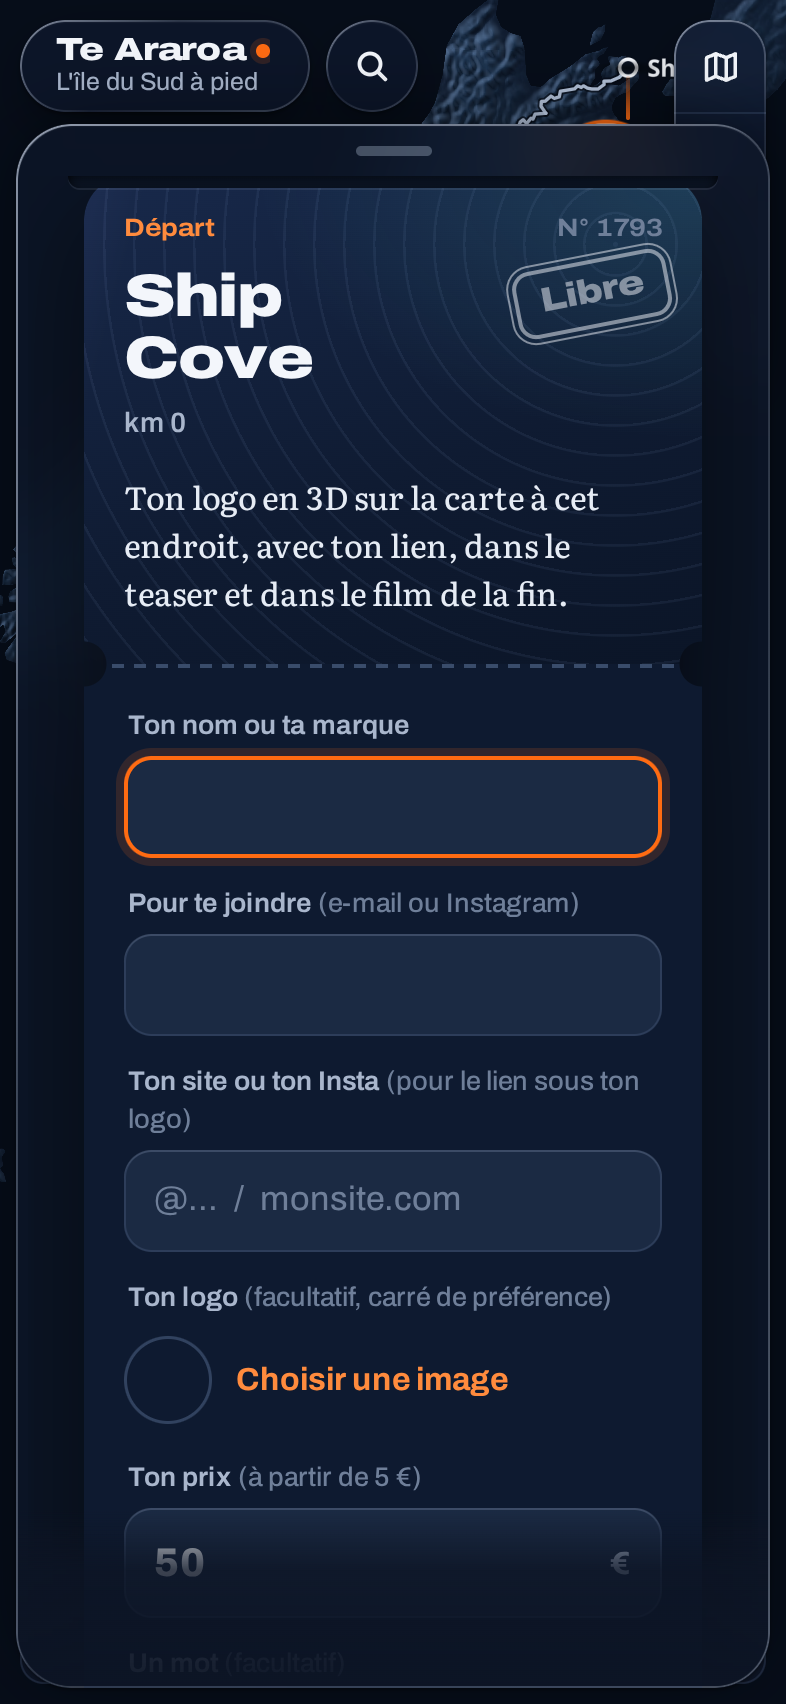 Te Araroa
L'île du Sud à pied
Sh
Départ
N° 1793
Ship
Cove
Libre
km 0
Ton logo en 3D sur la carte à cet
endroit, avec ton lien, dans le
teaser et dans le film de la fin.
Ton nom ou ta marque
Pour te joindre (e-mail ou Instagram)
Ton site ou ton Insta (pour le lien sous ton
logo)
@... / monsite.com
Ton logo (facultatif, carré de préférence)
Choisir une image
Ton prix (à partir de 5 €)
50 €
Un mot (facultatif)